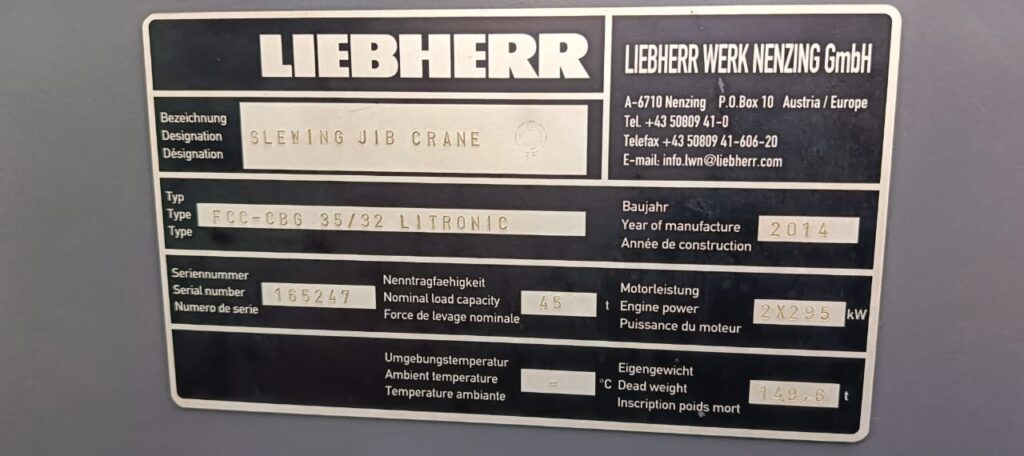 LIEBHERR
LIEBHERR WERK NENZING GmbH
A-6710 Nenzing P.O.Box 10 Austria / Europe
Tel. +43 50809 41-0
Telefax +43 50809 41-606-20
E-mail: info.lwn@liebherr.com
Bezeichnung
Designation
Désignation
SLEWING JIB CRANE
Typ
Type
Type
FCC-CBG 35/32 LITRONIC
Baujahr
Year of manufacture
Année de construction
2014
Seriennummer
Serial number
Numero de serie
165247
Nenntragfaehigkeit
Nominal load capacity
Force de levage nominale
45 t
Motorleistung
Engine power
Puissance du moteur
2X295 kW
Umgebungstemperatur
Ambient temperature
Temperature ambiante
= °C
Eigengewicht
Dead weight
Inscription poids mort
149,6 t